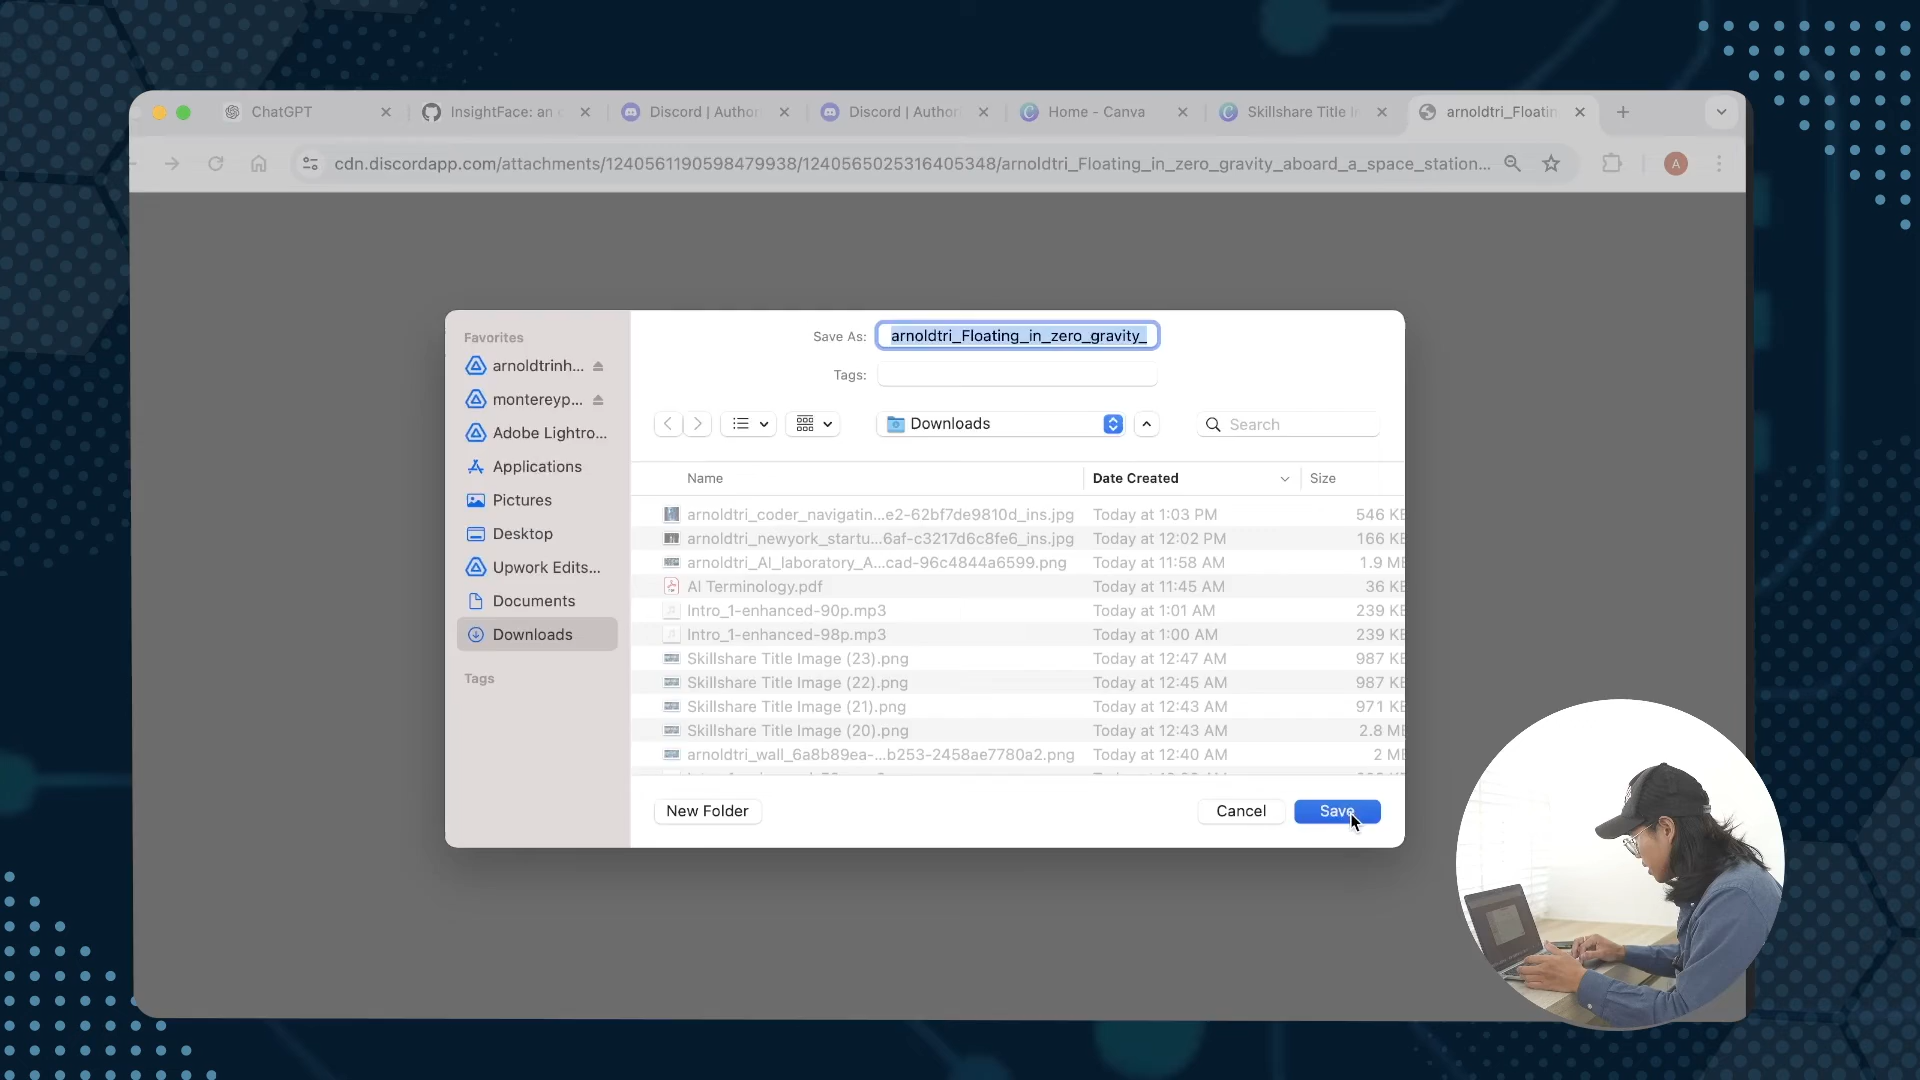 ChatGPT
InsightFace: an
Discord | Author
Discord | Author
Home - Canva
Skillshare Title
arnoldtri_Floatin
cdn.discordapp.com/attachments/1240561190598479938/1240565025316405348/arnoldtri_Floating_in_zero_gravity_aboard_a_space_station...
A
Favorites
arnoldtrinh...
montereyp...
Adobe Lightro...
Applications
Pictures
Desktop
Upwork Edits...
Documents
Downloads
Tags
Save As:
arnoldtri_Floating_in_zero_gravity_
Tags:
Downloads
Search
Name
Date Created
Size
arnoldtri_coder_navigatin...e2-62bf7de9810d_ins.jpg Today at 1:03 PM 546 KB
arnoldtri_newyork_startu...6af-c3217d6c8fe6_ins.jpg Today at 12:02 PM 166 KB
arnoldtri_AI_laboratory_A...cad-96c4844a6599.png Today at 11:58 AM 1.9 MB
AI Terminology.pdf Today at 11:45 AM 36 KB
Intro_1-enhanced-90p.mp3 Today at 1:01 AM 239 KB
Intro_1-enhanced-98p.mp3 Today at 1:00 AM 239 KB
Skillshare Title Image (23).png Today at 12:47 AM 987 KB
Skillshare Title Image (22).png Today at 12:45 AM 987 KB
Skillshare Title Image (21).png Today at 12:43 AM 971 KB
Skillshare Title Image (20).png Today at 12:43 AM 2.8 MB
arnoldtri_wall_6a8b89ea-...b253-2458ae7780a2.png Today at 12:40 AM 2 MB
New Folder
Cancel
Save